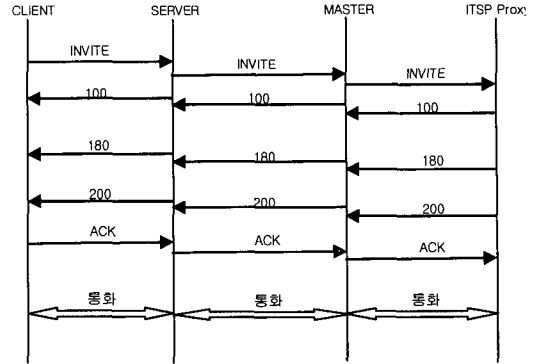 CLIENT SERVER MASTER ITSP Proxy
INVITE
INVITE
INVITE
100
100
100
180
180
180
200
200
200
ACK
ACK
ACK
통화 통화 통화